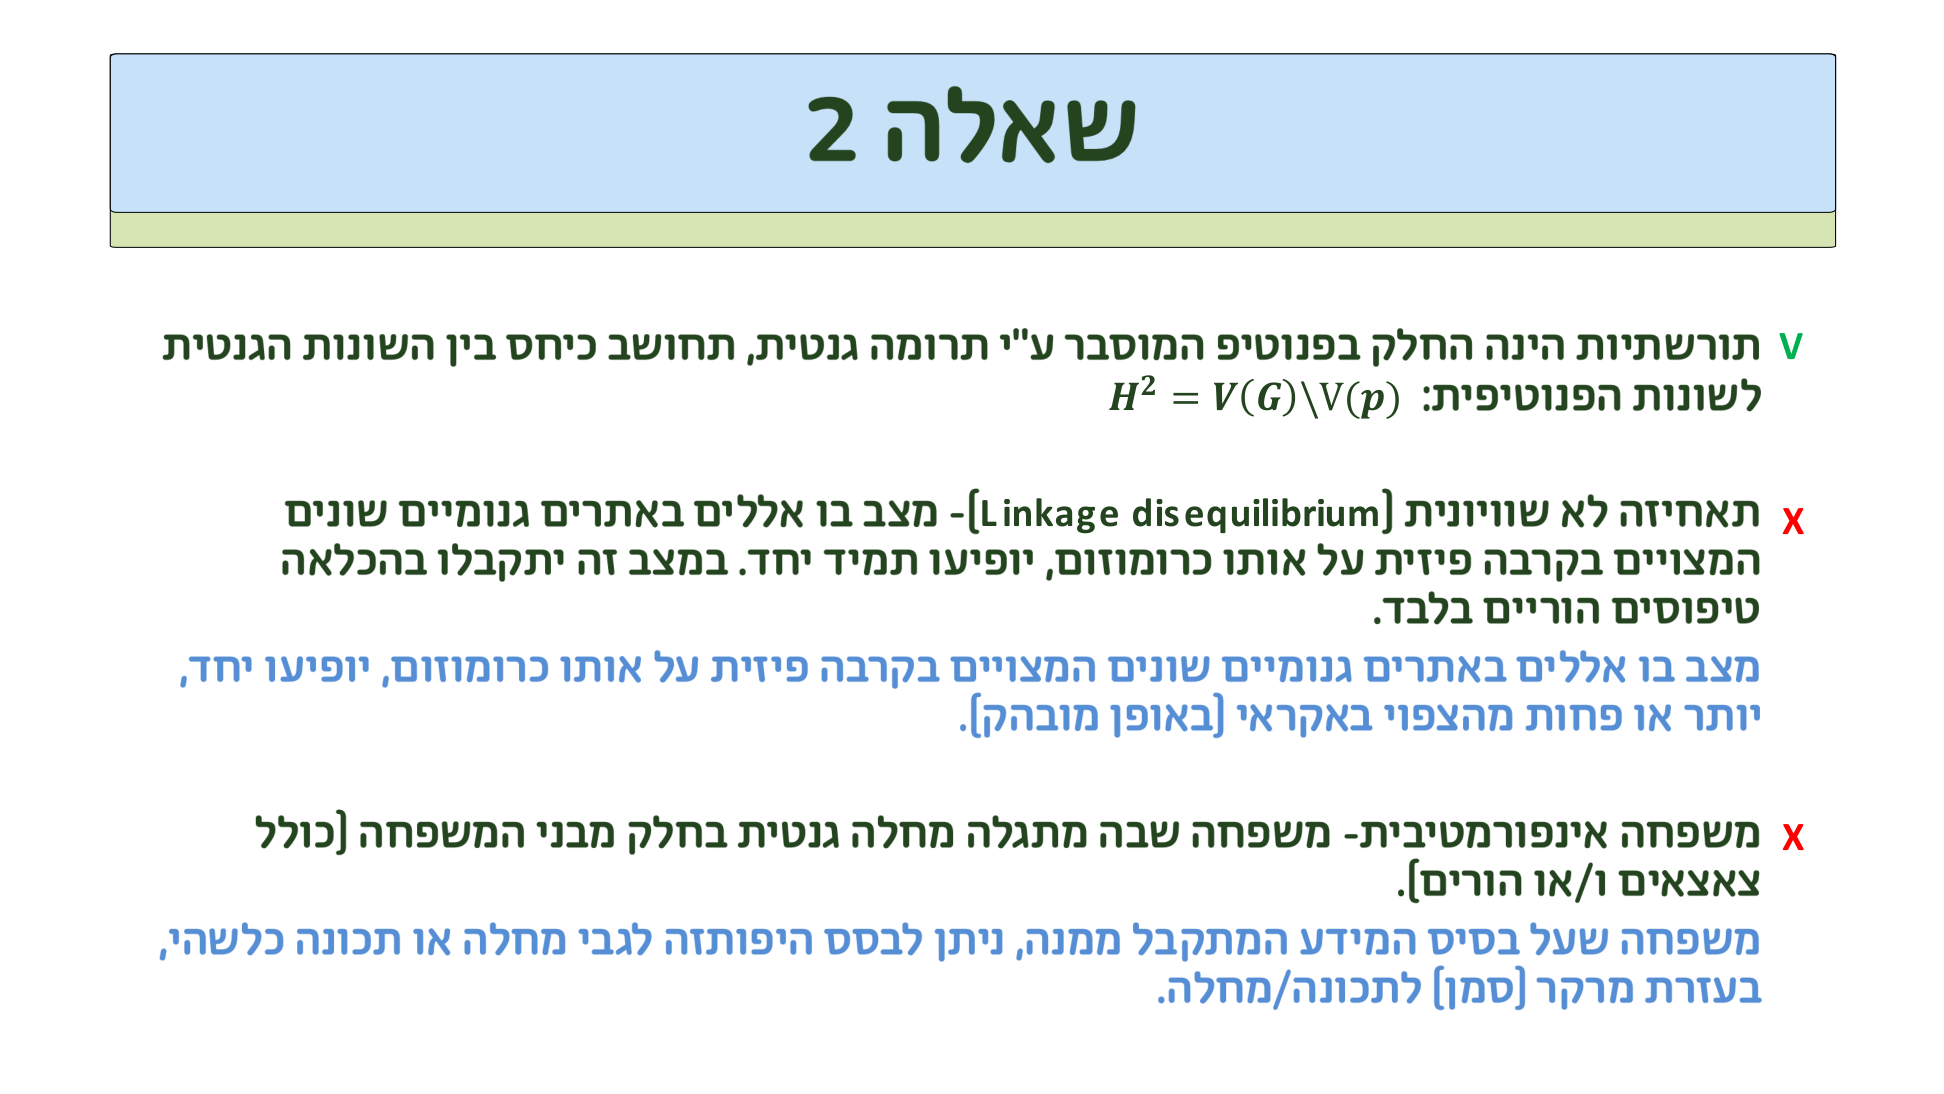 שאלה 2
V תורשתיות הינה החלק בפנוטיפ המוסבר ע"י תרומה גנטית, תחושב כיחס בין השונות הגנטית
לשונות הפנוטיפית: H² = V(G)\V(p)
X תאחיזה לא שוויונית (Linkage disequilibrium)- מצב בו אללים באתרים גנומיים שונים
המצויים בקרבה פיזית על אותו כרומוזום, יופיעו תמיד יחד. במצב זה יתקבלו בהכלאה
טיפוסים הוריים בלבד.
מצב בו אללים באתרים גנומיים שונים המצויים בקרבה פיזית על אותו כרומוזום, יופיעו יחד,
יותר או פחות מהצפוי באקראי (באופן מובהק).
X משפחה אינפורמטיבית- משפחה שבה מתגלה מחלה גנטית בחלק מבני המשפחה (כולל
צאצאים ו/או הורים).
משפחה שעל בסיס המידע המתקבל ממנה, ניתן לבסס היפותזה לגבי מחלה או תכונה כלשהי,
בעזרת מרקר (סמן) לתכונה/מחלה.